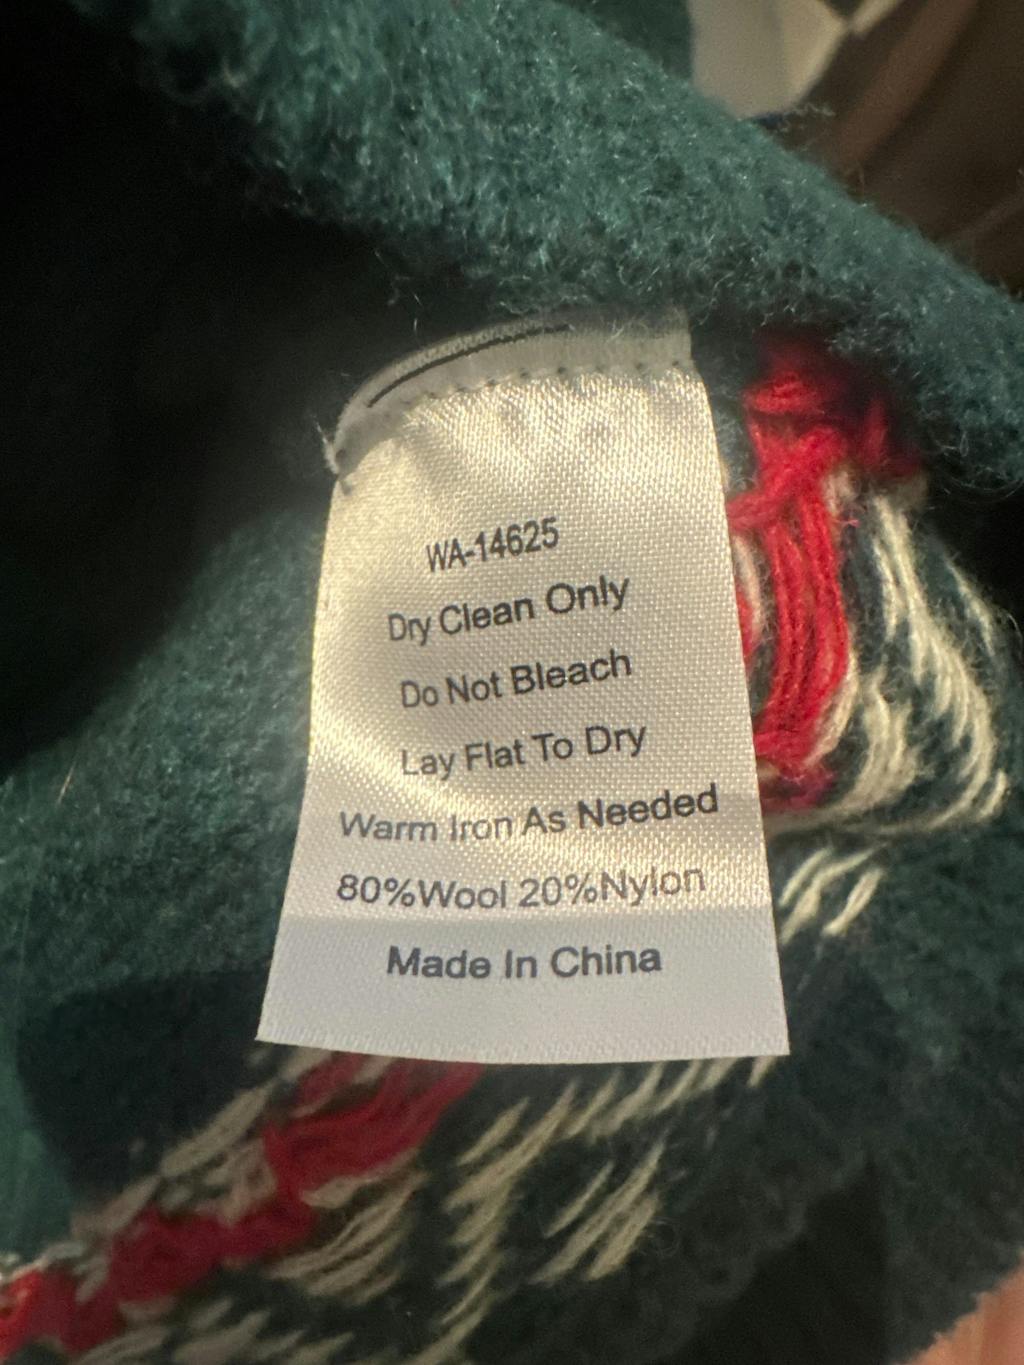 WA-14625
Dry Clean Only
Do Not Bleach
Lay Flat To Dry
Warm Iron As Needed
80%Wool 20%Nylon
Made In China